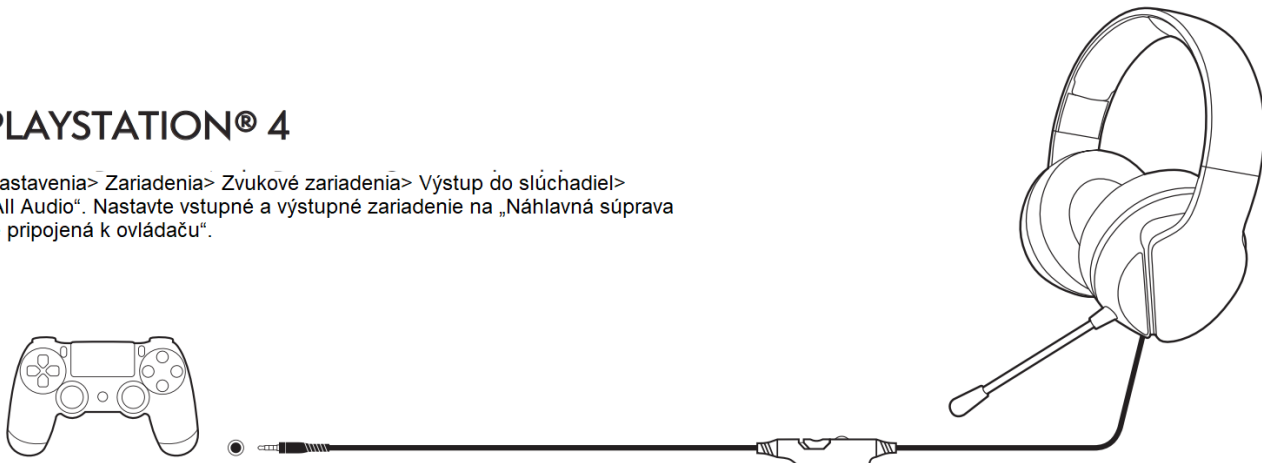 PLAYSTATION® 4
astavenia> Zariadenia> Zvukové zariadenia> Výstup do slúchadiel>
All Audio“. Nastavte vstupné a výstupné zariadenie na „Náhlavná súprava
pripojená k ovládaču“.